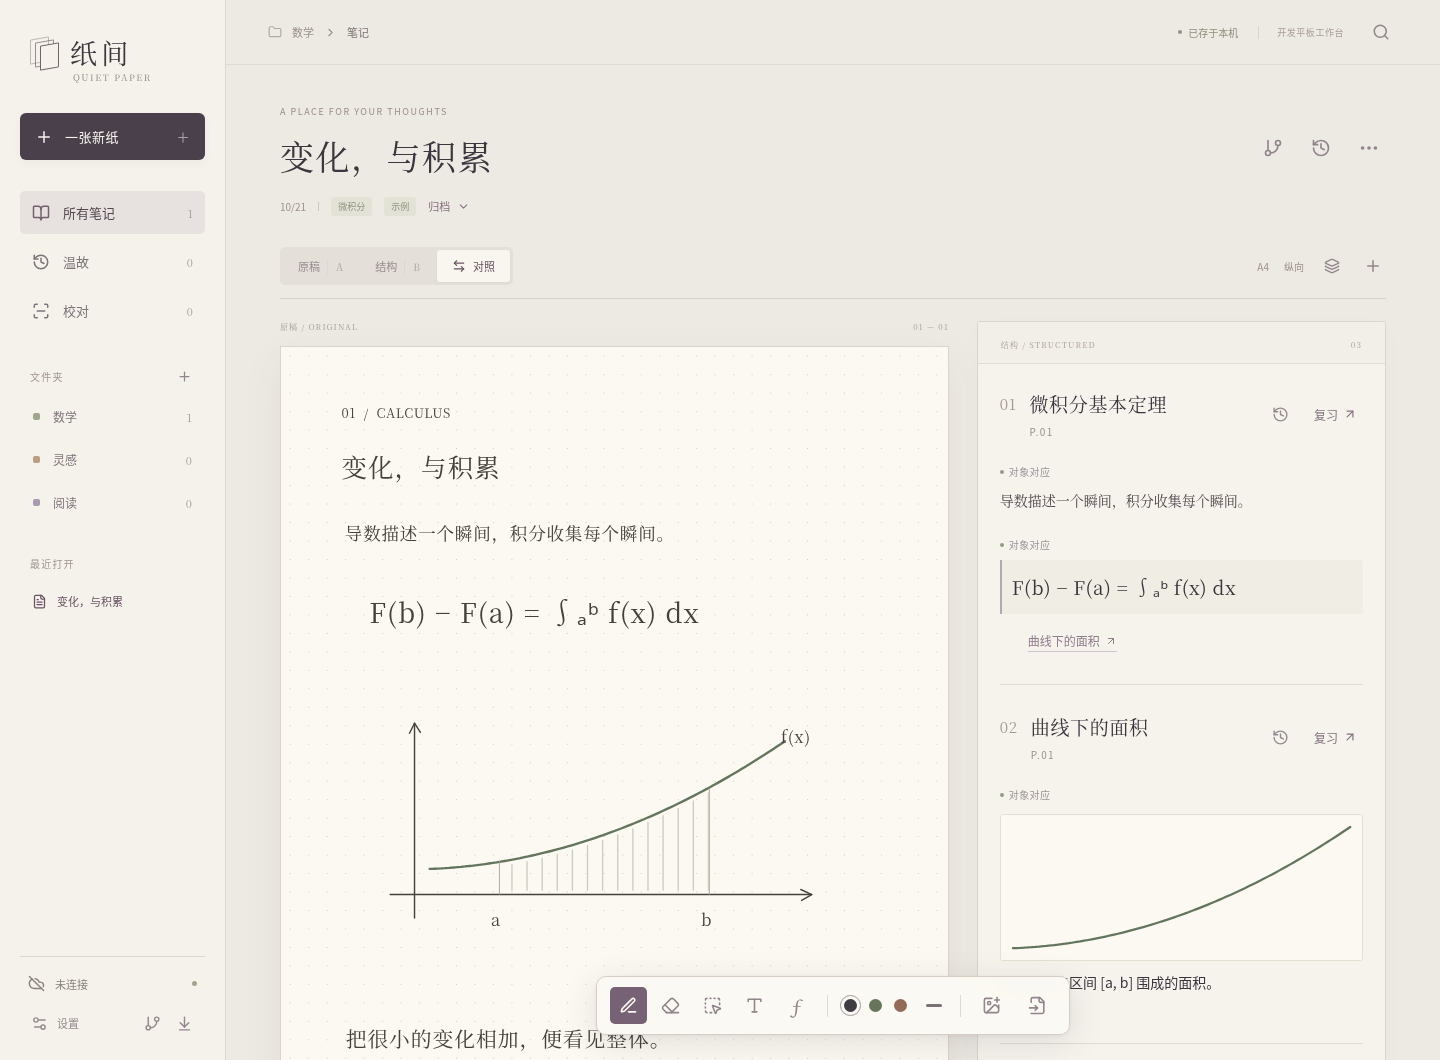 纸间
QUIET PAPER
一张新纸
所有笔记 1
温故 0
校对 0
文件夹
数学 1
灵感 0
阅读 0
最近打开
变化，与积累
未连接
设置
数学 > 笔记
已存于本机
开发平板工作台
A PLACE FOR YOUR THOUGHTS
变化，与积累
10/21 微积分 示例 归档
原稿 A 结构 B 对照
A4 纵向
原稿 / ORIGINAL 01 — 01
01 / CALCULUS
变化，与积累
导数描述一个瞬间，积分收集每个瞬间。
F(b) − F(a) = ∫ₐᵇ f(x) dx
f(x)
a b
把很小的变化相加，便看见整体。
结构 / STRUCTURED 03
01 微积分基本定理 复习
P.01
对象对应
导数描述一个瞬间，积分收集每个瞬间。
对象对应
F(b) − F(a) = ∫ₐᵇ f(x) dx
曲线下的面积
02 曲线下的面积 复习
P.01
对象对应
区间 [a, b] 围成的面积。
T f